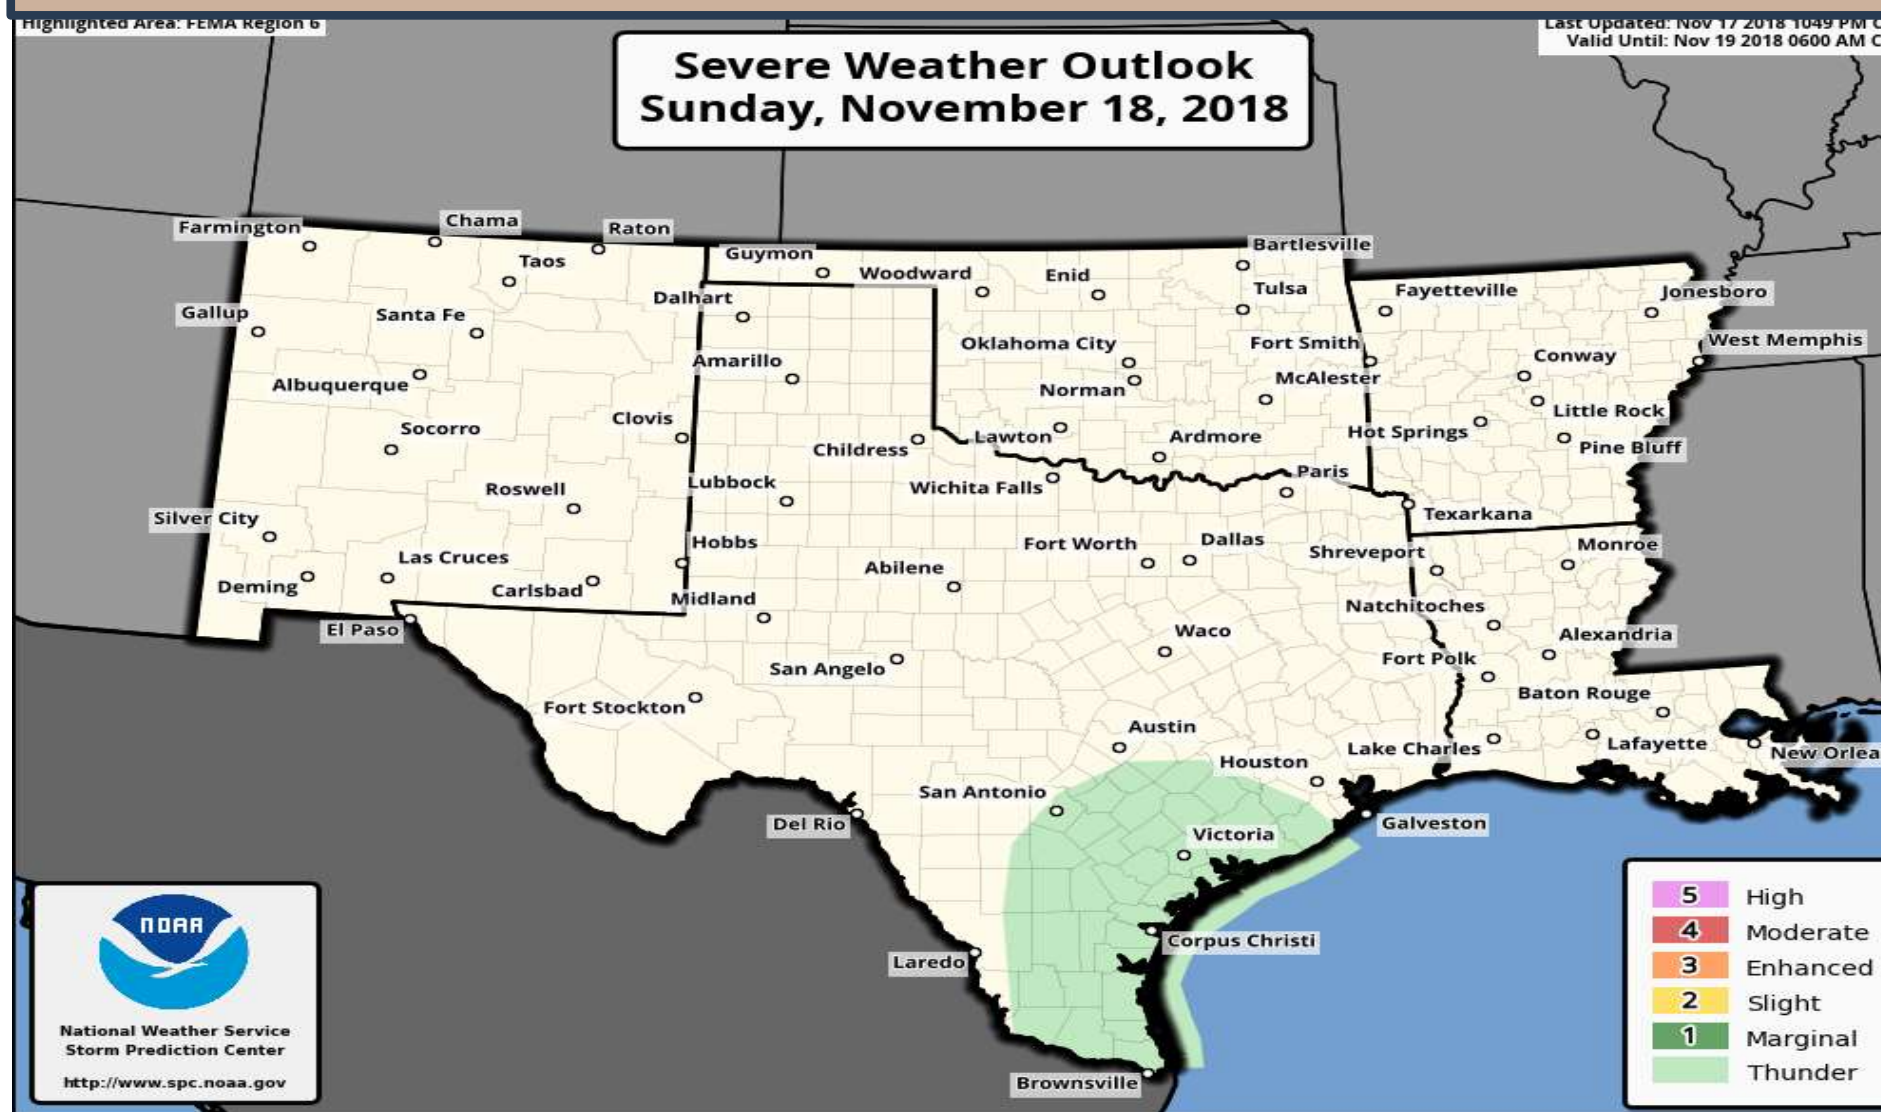 Highlighted Area: FEMA Region 6
Last Updated: Nov 17 2018 1049 PM C
Valid Until: Nov 19 2018 0600 AM C
Severe Weather Outlook
Sunday, November 18, 2018
Farmington
Chama
Raton
Taos
Guymon
Woodward
Enid
Bartlesville
Tulsa
Fayetteville
Jonesboro
Gallup
Santa Fe
Dalhart
Oklahoma City
Fort Smith
West Memphis
Conway
Albuquerque
Amarillo
Norman
McAlester
Little Rock
Socorro
Clovis
Childress
Lawton
Ardmore
Hot Springs
Pine Bluff
Roswell
Lubbock
Wichita Falls
Paris
Silver City
Texarkana
Las Cruces
Hobbs
Fort Worth
Dallas
Shreveport
Monroe
Deming
Carlsbad
Midland
Abilene
Natchitoches
El Paso
San Angelo
Waco
Alexandria
Fort Polk
Fort Stockton
Baton Rouge
Austin
Houston
Lake Charles
Lafayette
New Orlea
San Antonio
Del Rio
Victoria
Galveston
Laredo
Corpus Christi
Brownsville
NOAA
National Weather Service
Storm Prediction Center
http://www.spc.noaa.gov
5 High
4 Moderate
3 Enhanced
2 Slight
1 Marginal
Thunder